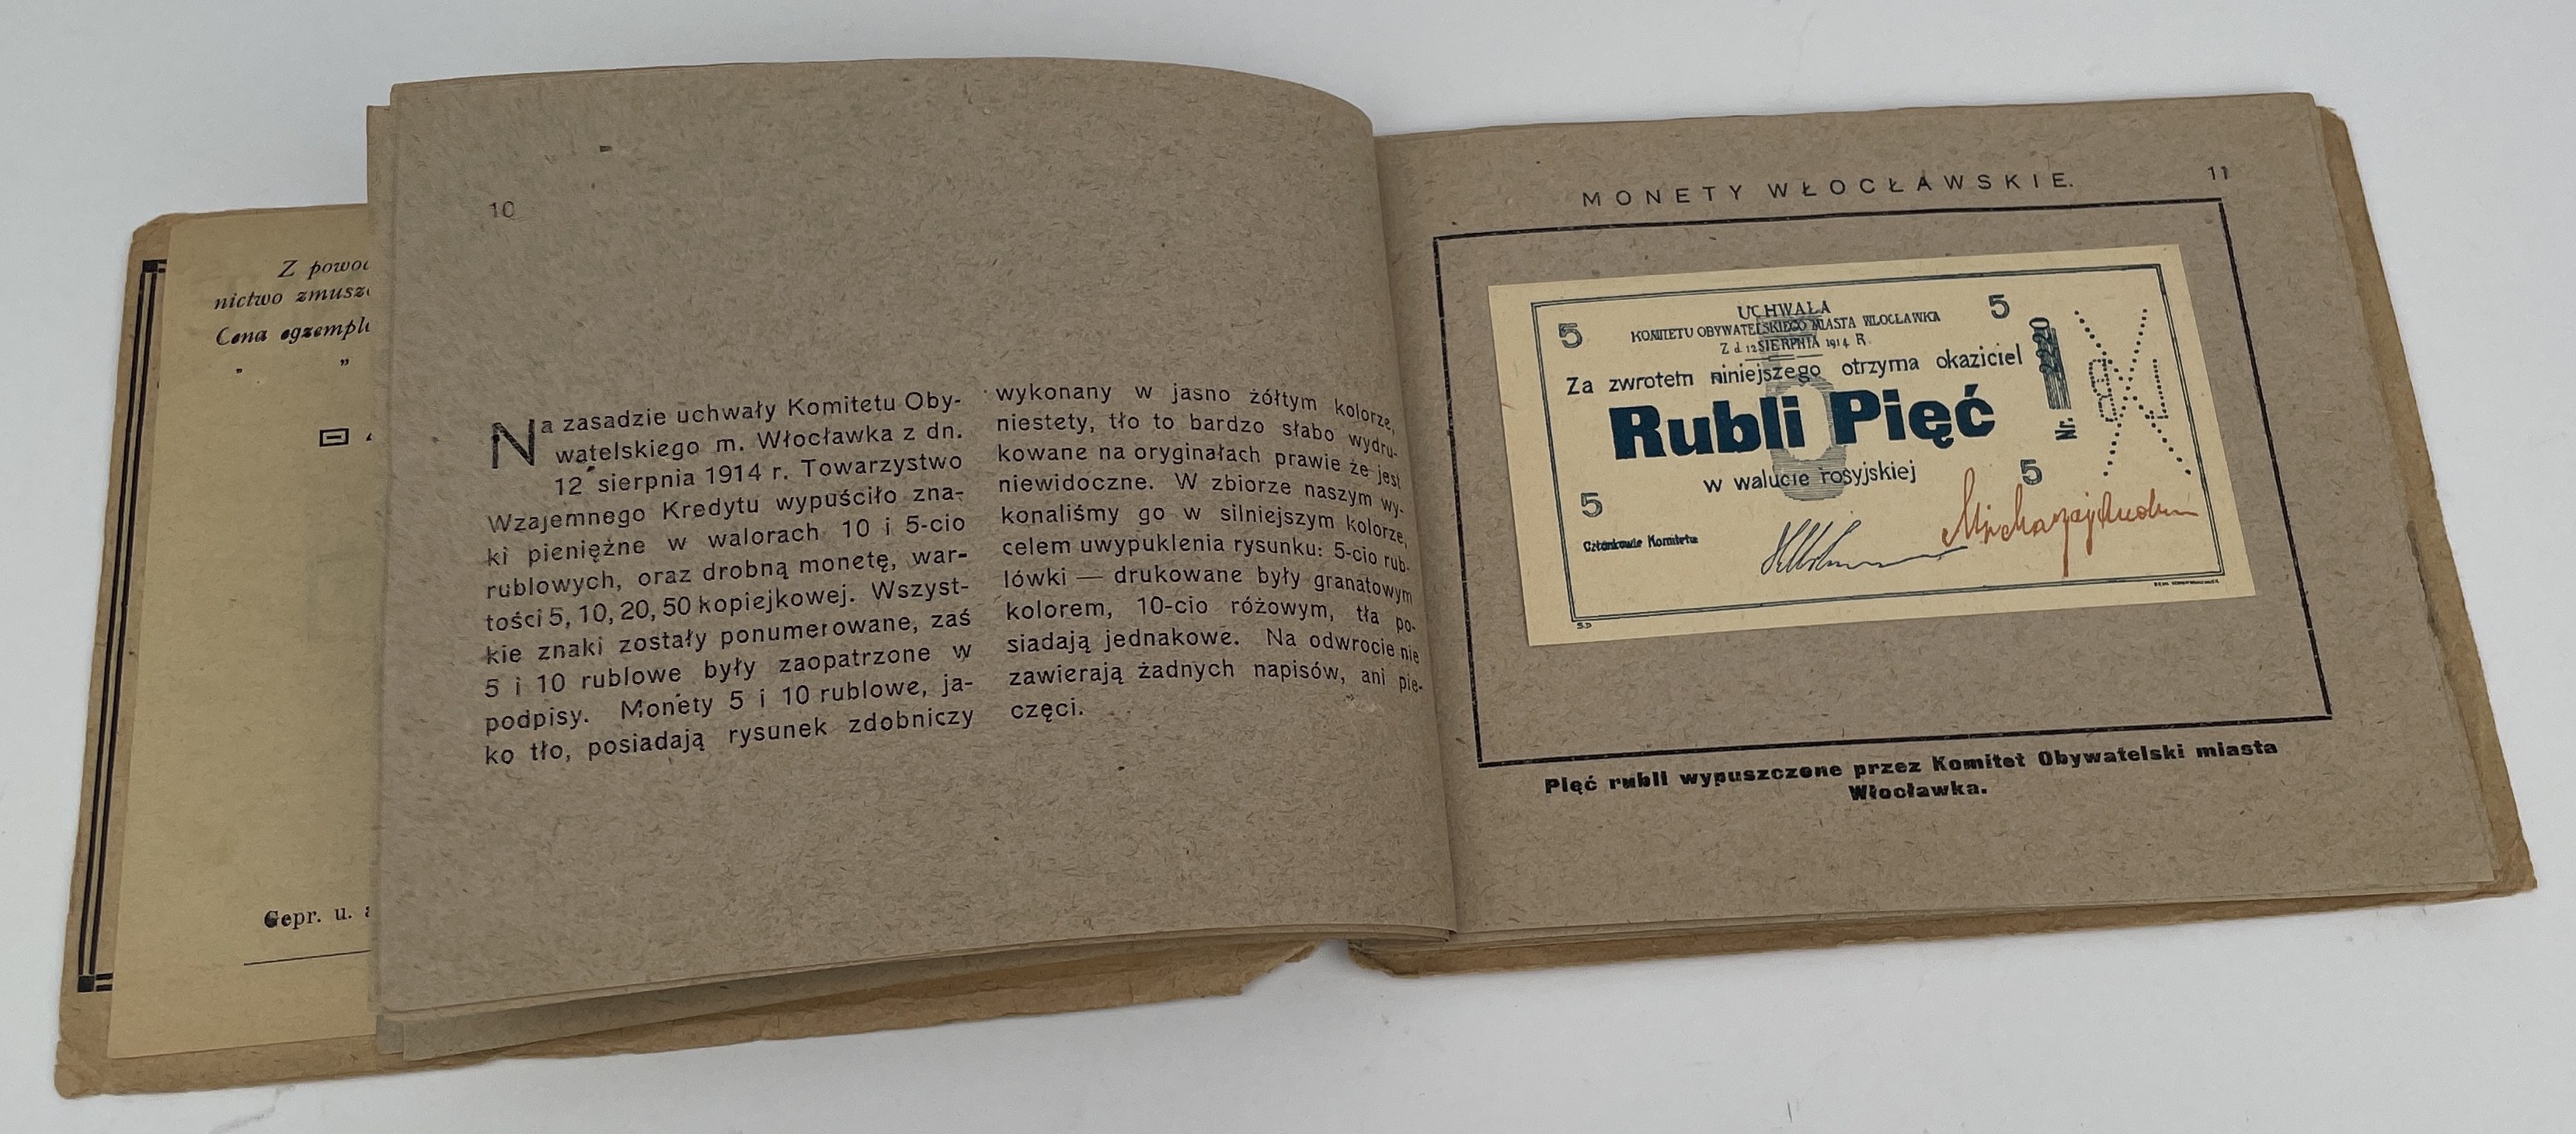 Z powod
nictwo zmusz
Cena egzempl
„ „
Gepr. u.
10
Na zasadzie uchwały Komitetu Oby-
watelskiego m. Włocławka z dn.
12 sierpnia 1914 r. Towarzystwo
Wzajemnego Kredytu wypuściło zna-
ki pieniężne w walorach 10 i 5-cio
rublowych, oraz drobną monetę, war-
tości 5, 10, 20, 50 kopiejkowej. Wszyst-
kie znaki zostały ponumerowane, zaś
5 i 10 rublowe były zaopatrzone w
podpisy. Monety 5 i 10 rublowe, ja-
ko tło, posiadają rysunek zdobniczy
wykonany w jasno żółtym kolorze,
niestety, tło to bardzo słabo wydru-
kowane na oryginałach prawie że jest
niewidoczne. W zbiorze naszym wy-
konaliśmy go w silniejszym kolorze,
celem uwypuklenia rysunku: 5-cio rub-
lówki — drukowane były granatowym
kolorem, 10-cio różowym, tła po-
siadają jednakowe. Na odwrocie nie
zawierają żadnych napisów, ani pie-
częci.
MONETY WŁOCŁAWSKIE. 11
5 UCHWAŁA 5
KOMITETU OBYWATELSKIEGO MIASTA WŁOCŁAWKA
Z d. 12 SIERPNIA 1914 R.
Za zwrotem niniejszego otrzyma okaziciel
Rubli Pięć
w walucie rosyjskiej
5 5
Członkowie Komitetu
Nr. 2220
S.D
Pięć rubli wypuszczone przez Komitet Obywatelski miasta
Włocławka.